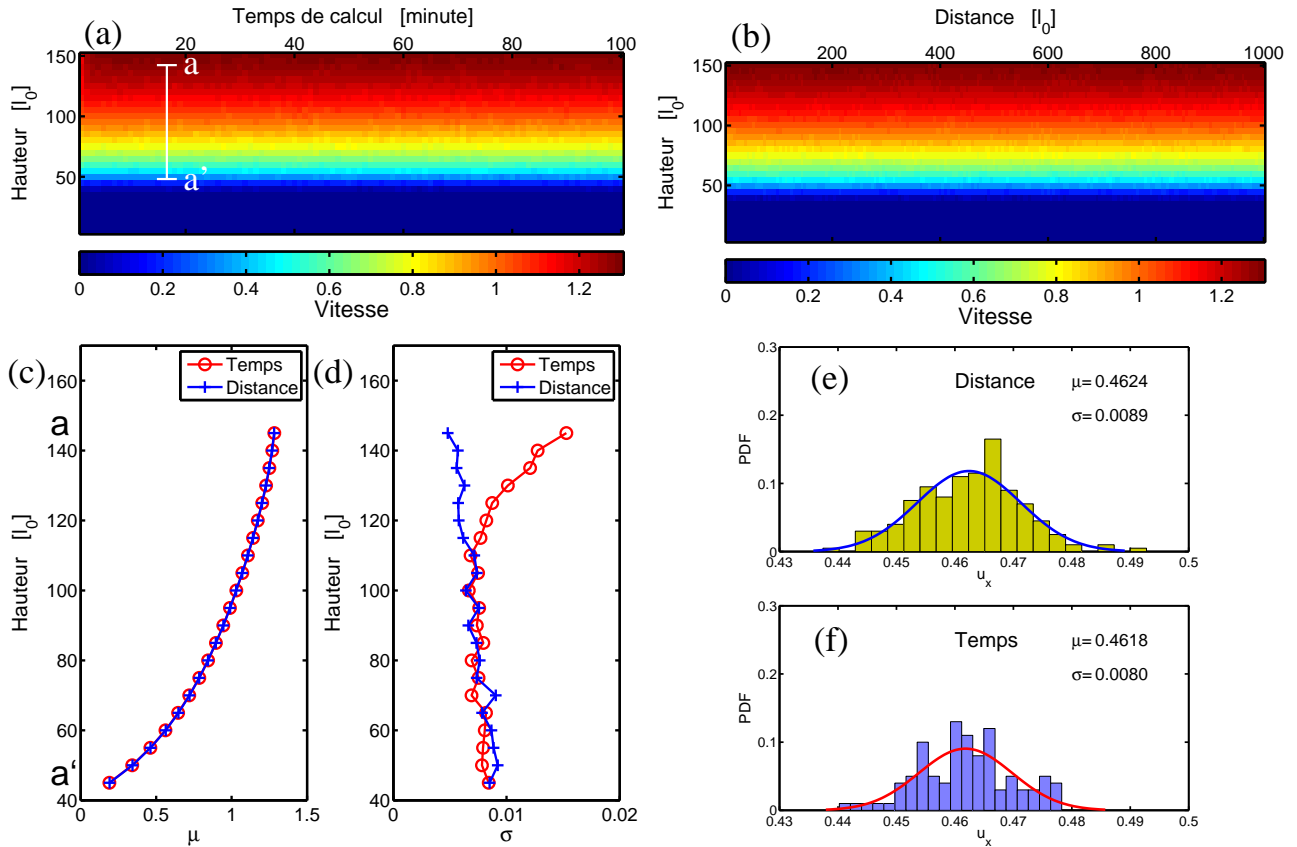 Temps de calcul [minute]
(a)
20 40 60 80 100
a
a’
150
100
50
Hauteur [l_0]
0 0.2 0.4 0.6 0.8 1 1.2
Vitesse
Distance [l_0]
(b)
200 400 600 800 1000
150
100
50
Hauteur [l_0]
0 0.2 0.4 0.6 0.8 1 1.2
Vitesse
(c)
Temps
Distance
a
a‘
160
140
120
100
80
60
40
Hauteur [l_0]
0 0.5 1 1.5
μ
(d)
Temps
Distance
160
140
120
100
80
60
40
Hauteur [l_0]
0 0.01 0.02
σ
(e)
Distance
μ= 0.4624
σ= 0.0089
0.3
0.2
0.1
0
PDF
0.43 0.44 0.45 0.46 0.47 0.48 0.49 0.5
u_x
(f)
Temps
μ= 0.4618
σ= 0.0080
0.3
0.2
0.1
0
PDF
0.43 0.44 0.45 0.46 0.47 0.48 0.49 0.5
u_x